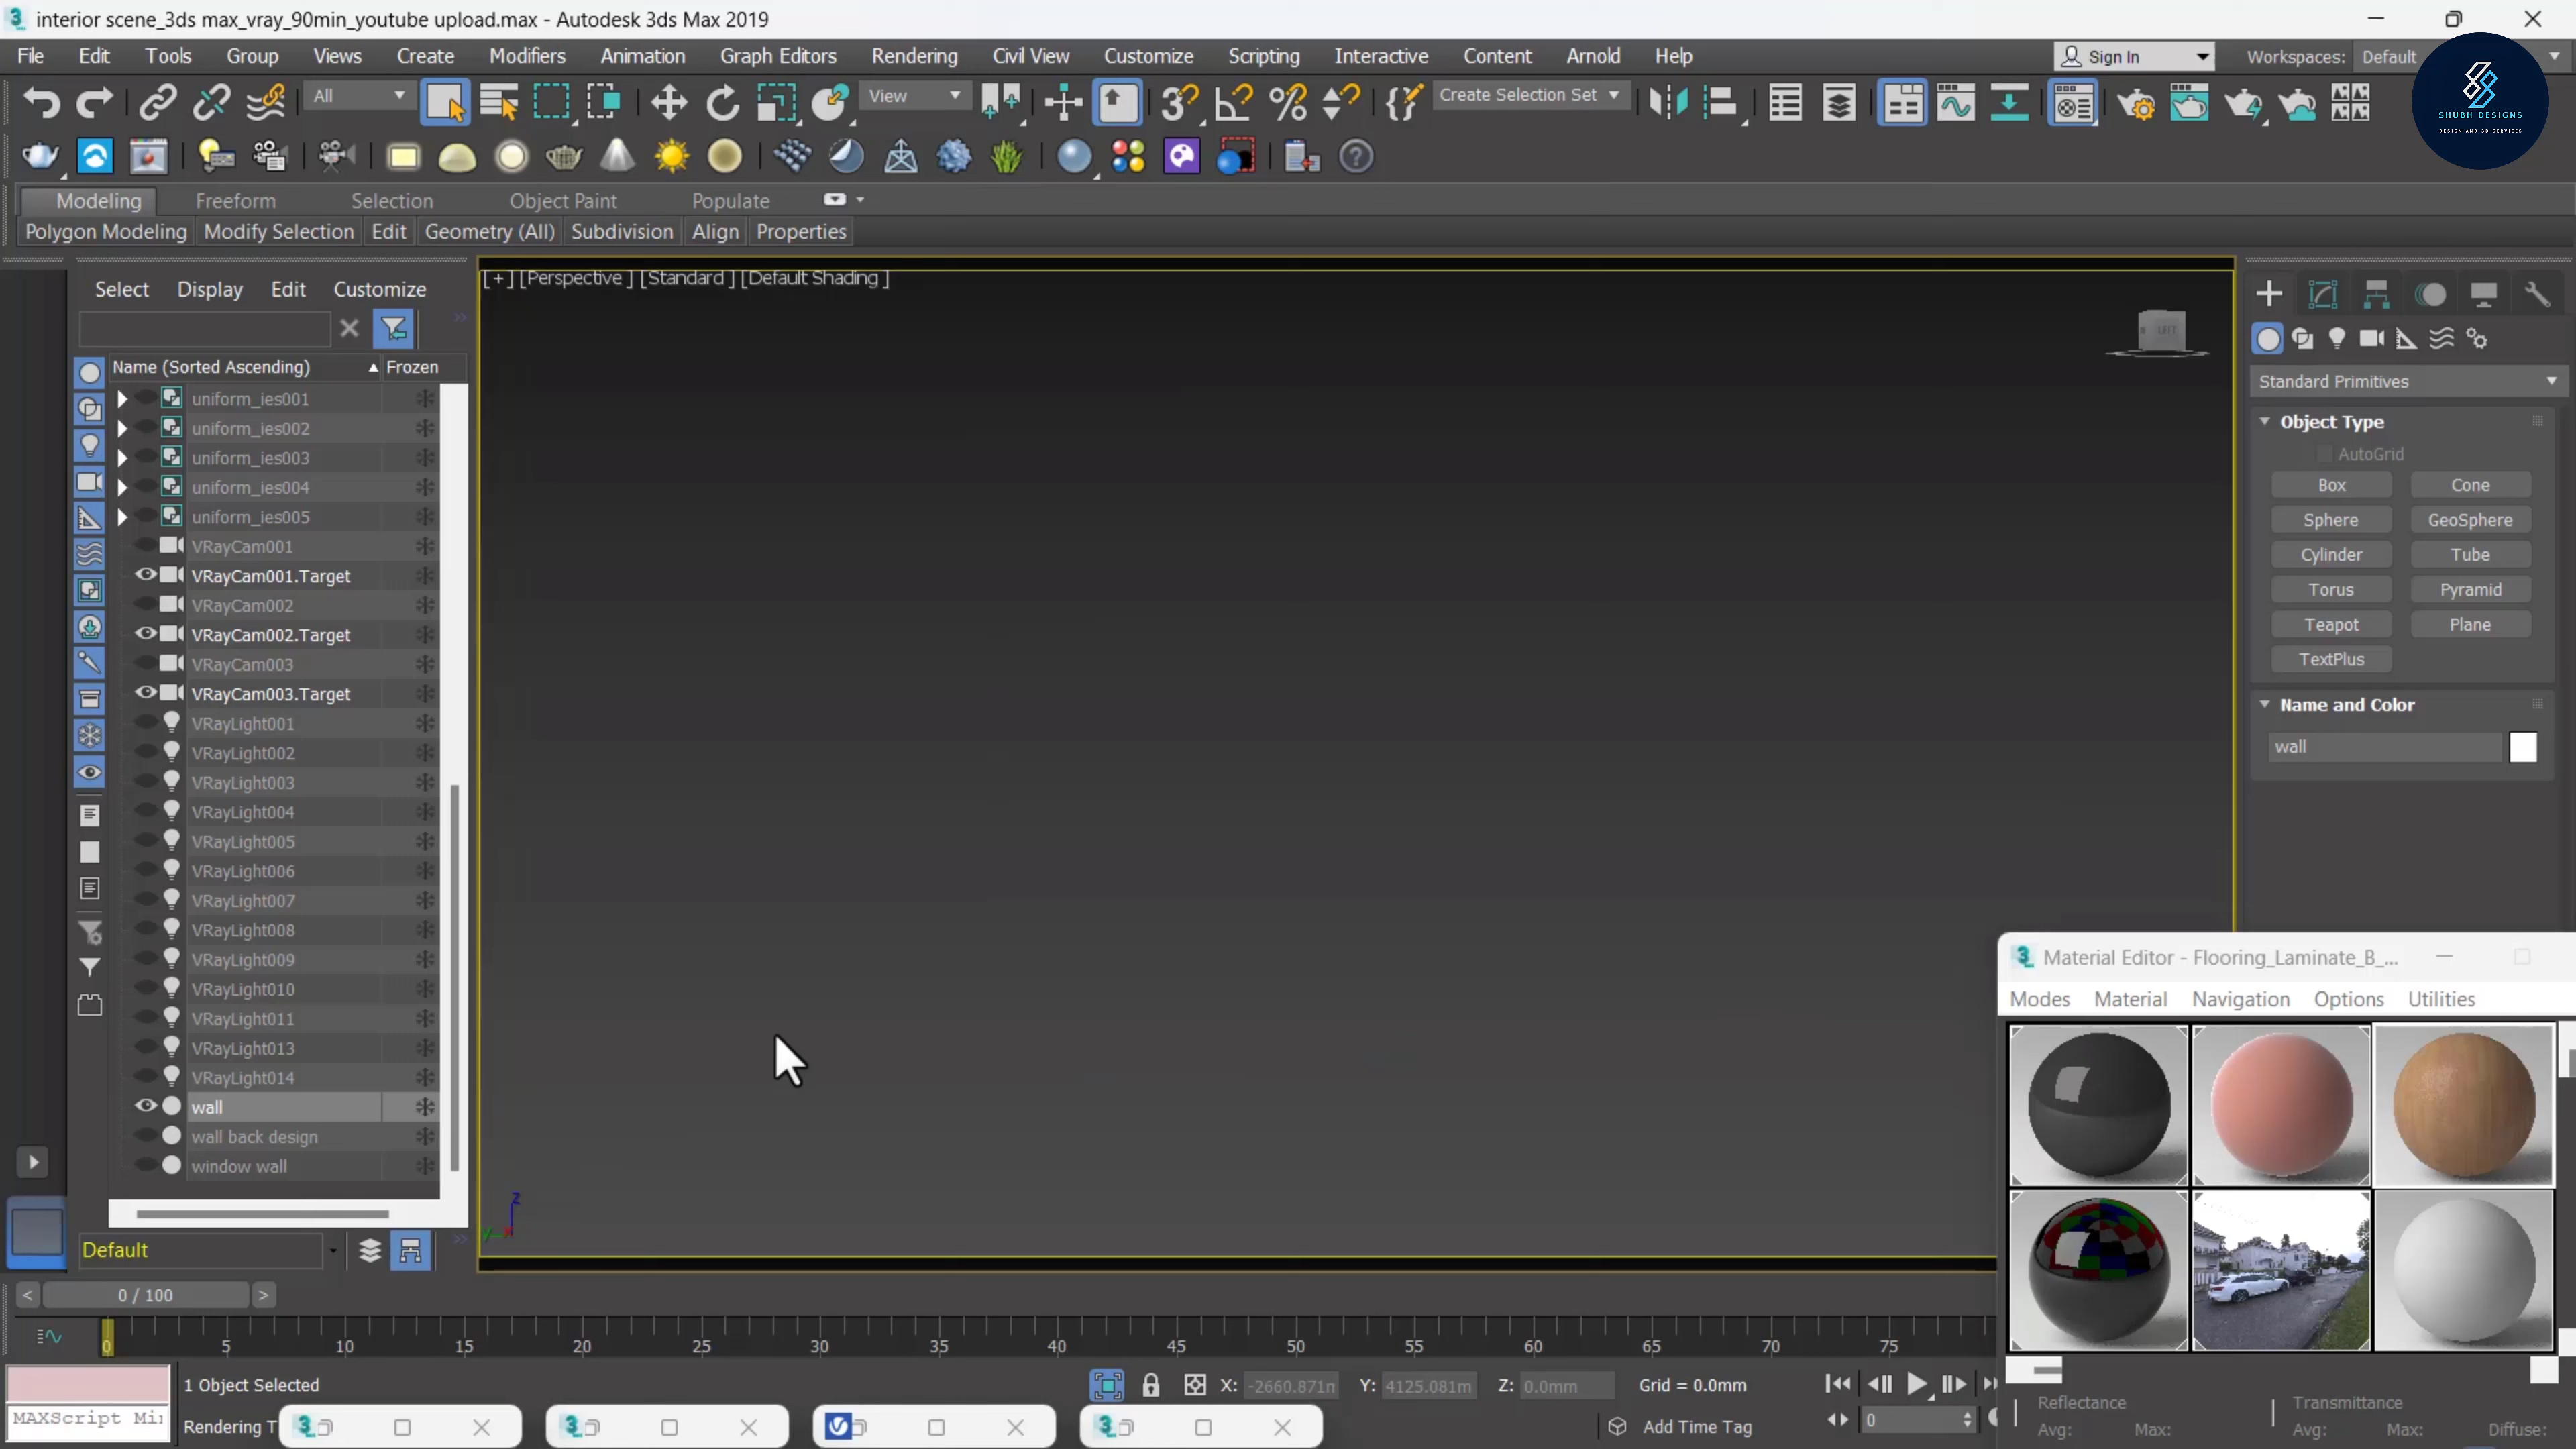 interior scene_3ds max_vray_90min_youtube upload.max - Autodesk 3ds Max 2019
File Edit Tools Group Views Create Modifiers Animation Graph Editors Rendering Civil View Customize Scripting Interactive Content Arnold Help Sign In Workspaces: Default
All View Create Selection Set
SHUBH DESIGNS
DESIGN AND 3D SERVICES
Modeling Freeform Selection Object Paint Populate
Polygon Modeling Modify Selection Edit Geometry (All) Subdivision Align Properties
[ + ] [Perspective ] [Standard ] [Default Shading ]
Select Display Edit Customize
Name (Sorted Ascending) Frozen
uniform_ies001
uniform_ies002
uniform_ies003
uniform_ies004
uniform_ies005
VRayCam001
VRayCam001.Target
VRayCam002
VRayCam002.Target
VRayCam003
VRayCam003.Target
VRayLight001
VRayLight002
VRayLight003
VRayLight004
VRayLight005
VRayLight006
VRayLight007
VRayLight008
VRayLight009
VRayLight010
VRayLight011
VRayLight013
VRayLight014
wall
wall back design
window wall
Default
LEFT
z
Standard Primitives
Object Type
AutoGrid
Box Cone
Sphere GeoSphere
Cylinder Tube
Torus Pyramid
Teapot Plane
TextPlus
Name and Color
wall
Material Editor - Flooring_Laminate_B_...
Modes Material Navigation Options Utilities
Reflectance Transmittance
Avg: Max: Avg: Max: Diffuse:
0 / 100
0 5 10 15 20 25 30 35 40 45 50 55 60 65 70 75
1 Object Selected X: -2660.871m Y: 4125.081m Z: 0.0mm Grid = 0.0mm
MAXScript Mi
Rendering T
Add Time Tag 0